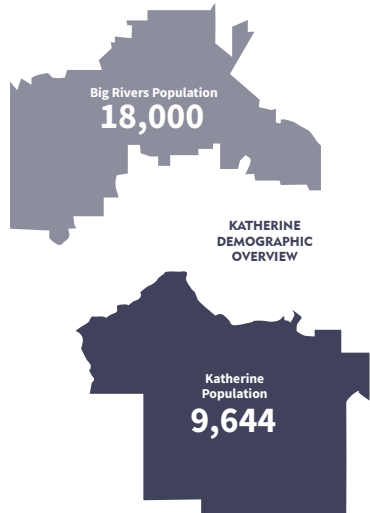 Big Rivers Population
18,000
KATHERINE
DEMOGRAPHIC
OVERVIEW
Katherine
Population
9,644